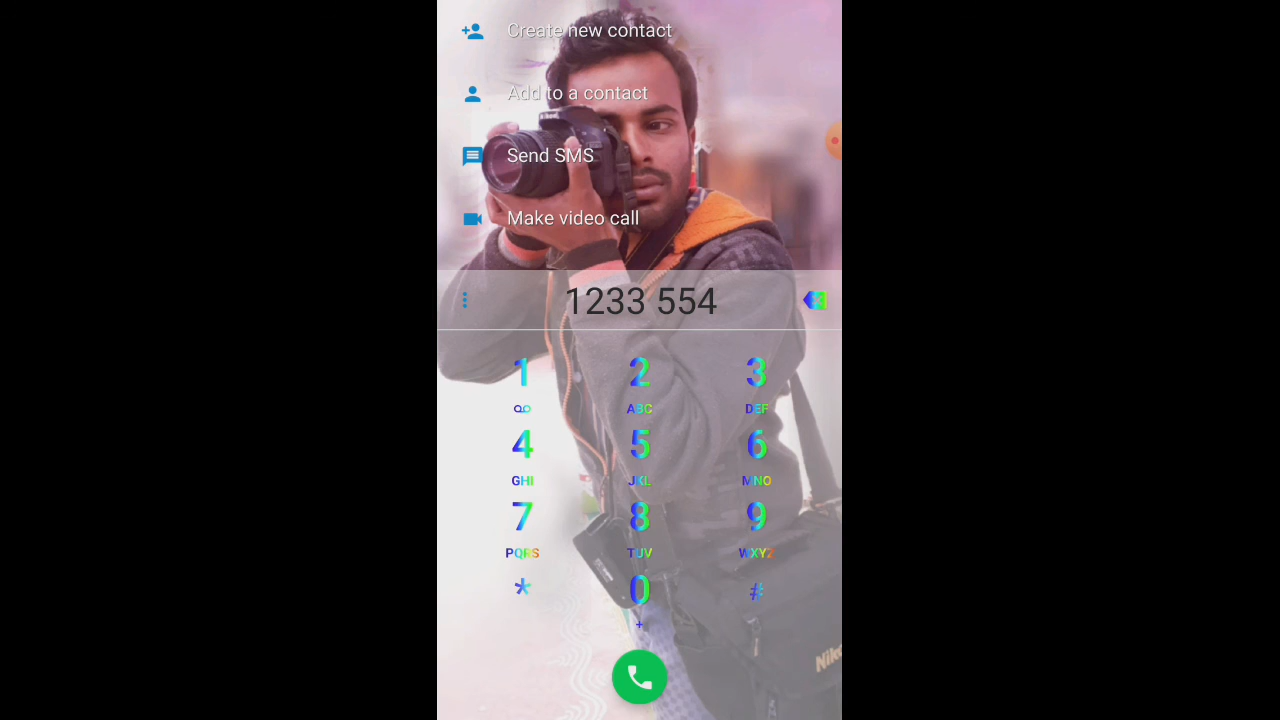 Create new contact
Add to a contact
Send SMS
Make video call
1233 554
1 2 3
ABC DEF
4 5 6
GHI JKL MNO
7 8 9
PQRS TUV WXYZ
* 0 #
+